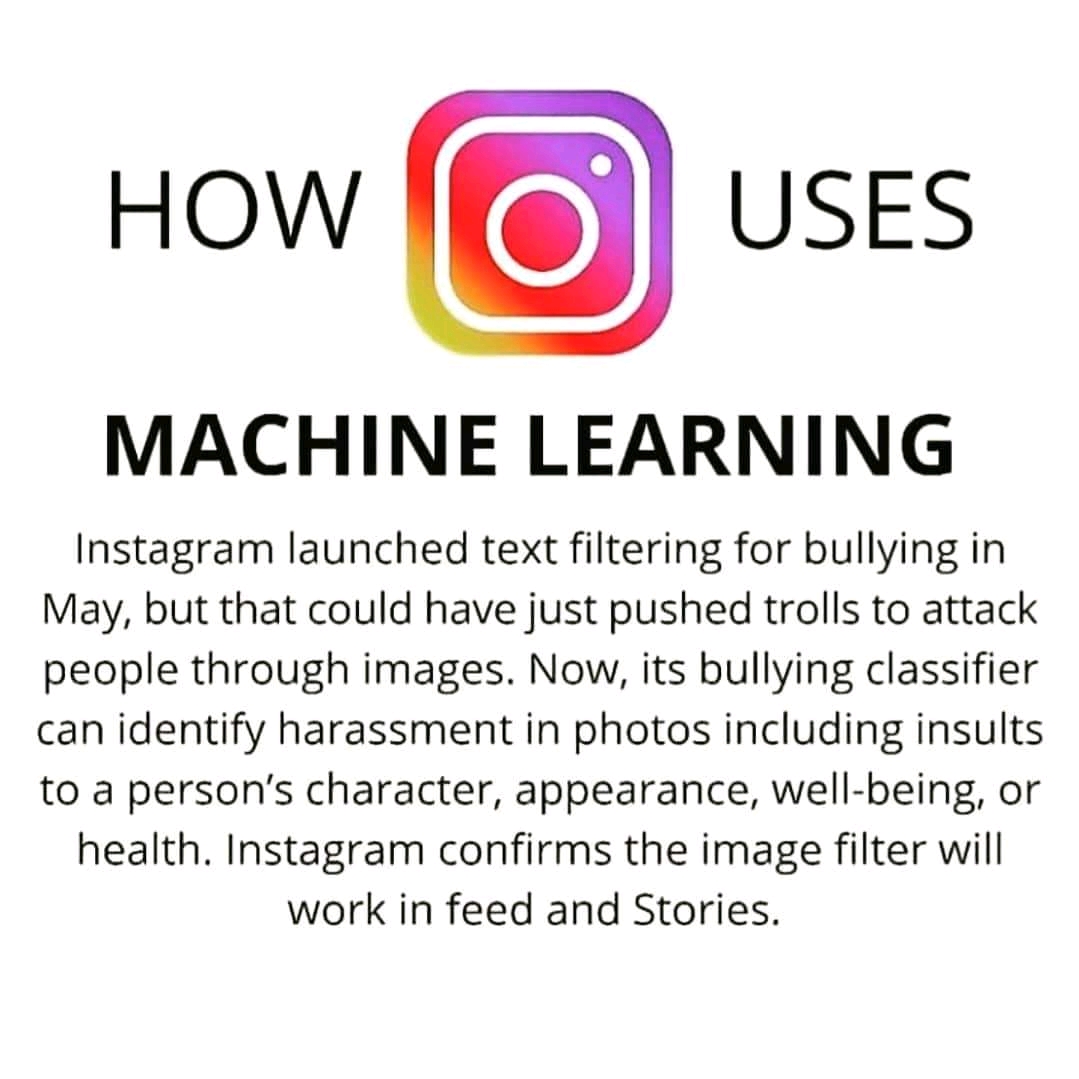 HOW USES
MACHINE LEARNING
Instagram launched text filtering for bullying in
May, but that could have just pushed trolls to attack
people through images. Now, its bullying classifier
can identify harassment in photos including insults
to a person’s character, appearance, well-being, or
health. Instagram confirms the image filter will
work in feed and Stories.